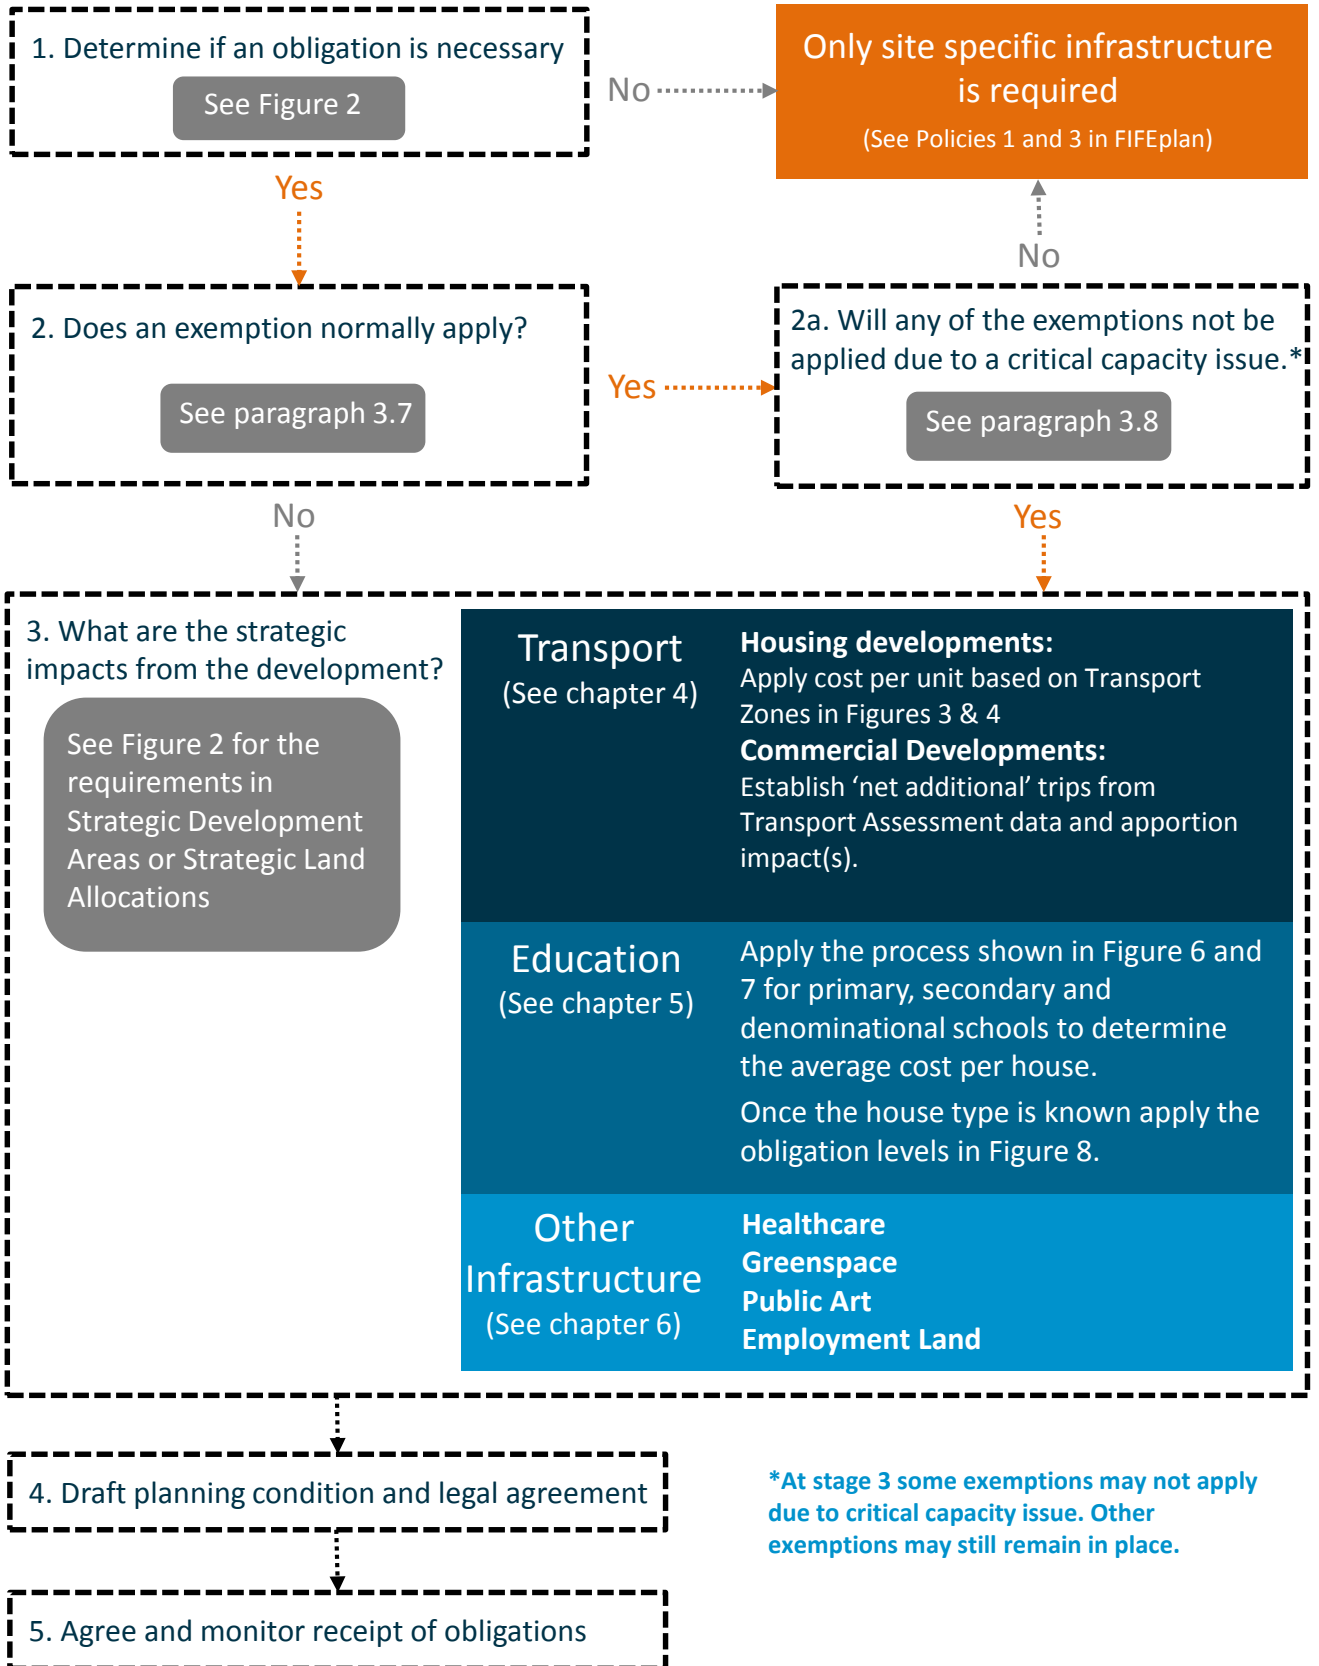 1. Determine if an obligation is necessary
See Figure 2
No
Only site specific infrastructure
is required
(See Policies 1 and 3 in FIFEplan)
Yes
No
2. Does an exemption normally apply?
See paragraph 3.7
Yes
2a. Will any of the exemptions not be
applied due to a critical capacity issue.*
See paragraph 3.8
No
Yes
3. What are the strategic
impacts from the development?
See Figure 2 for the
requirements in
Strategic Development
Areas or Strategic Land
Allocations
Transport
(See chapter 4)
Housing developments:
Apply cost per unit based on Transport
Zones in Figures 3 & 4
Commercial Developments:
Establish ‘net additional’ trips from
Transport Assessment data and apportion
impact(s).
Education
(See chapter 5)
Apply the process shown in Figure 6 and
7 for primary, secondary and
denominational schools to determine
the average cost per house.
Once the house type is known apply the
obligation levels in Figure 8.
Other
Infrastructure
(See chapter 6)
Healthcare
Greenspace
Public Art
Employment Land
4. Draft planning condition and legal agreement
*At stage 3 some exemptions may not apply
due to critical capacity issue. Other
exemptions may still remain in place.
5. Agree and monitor receipt of obligations